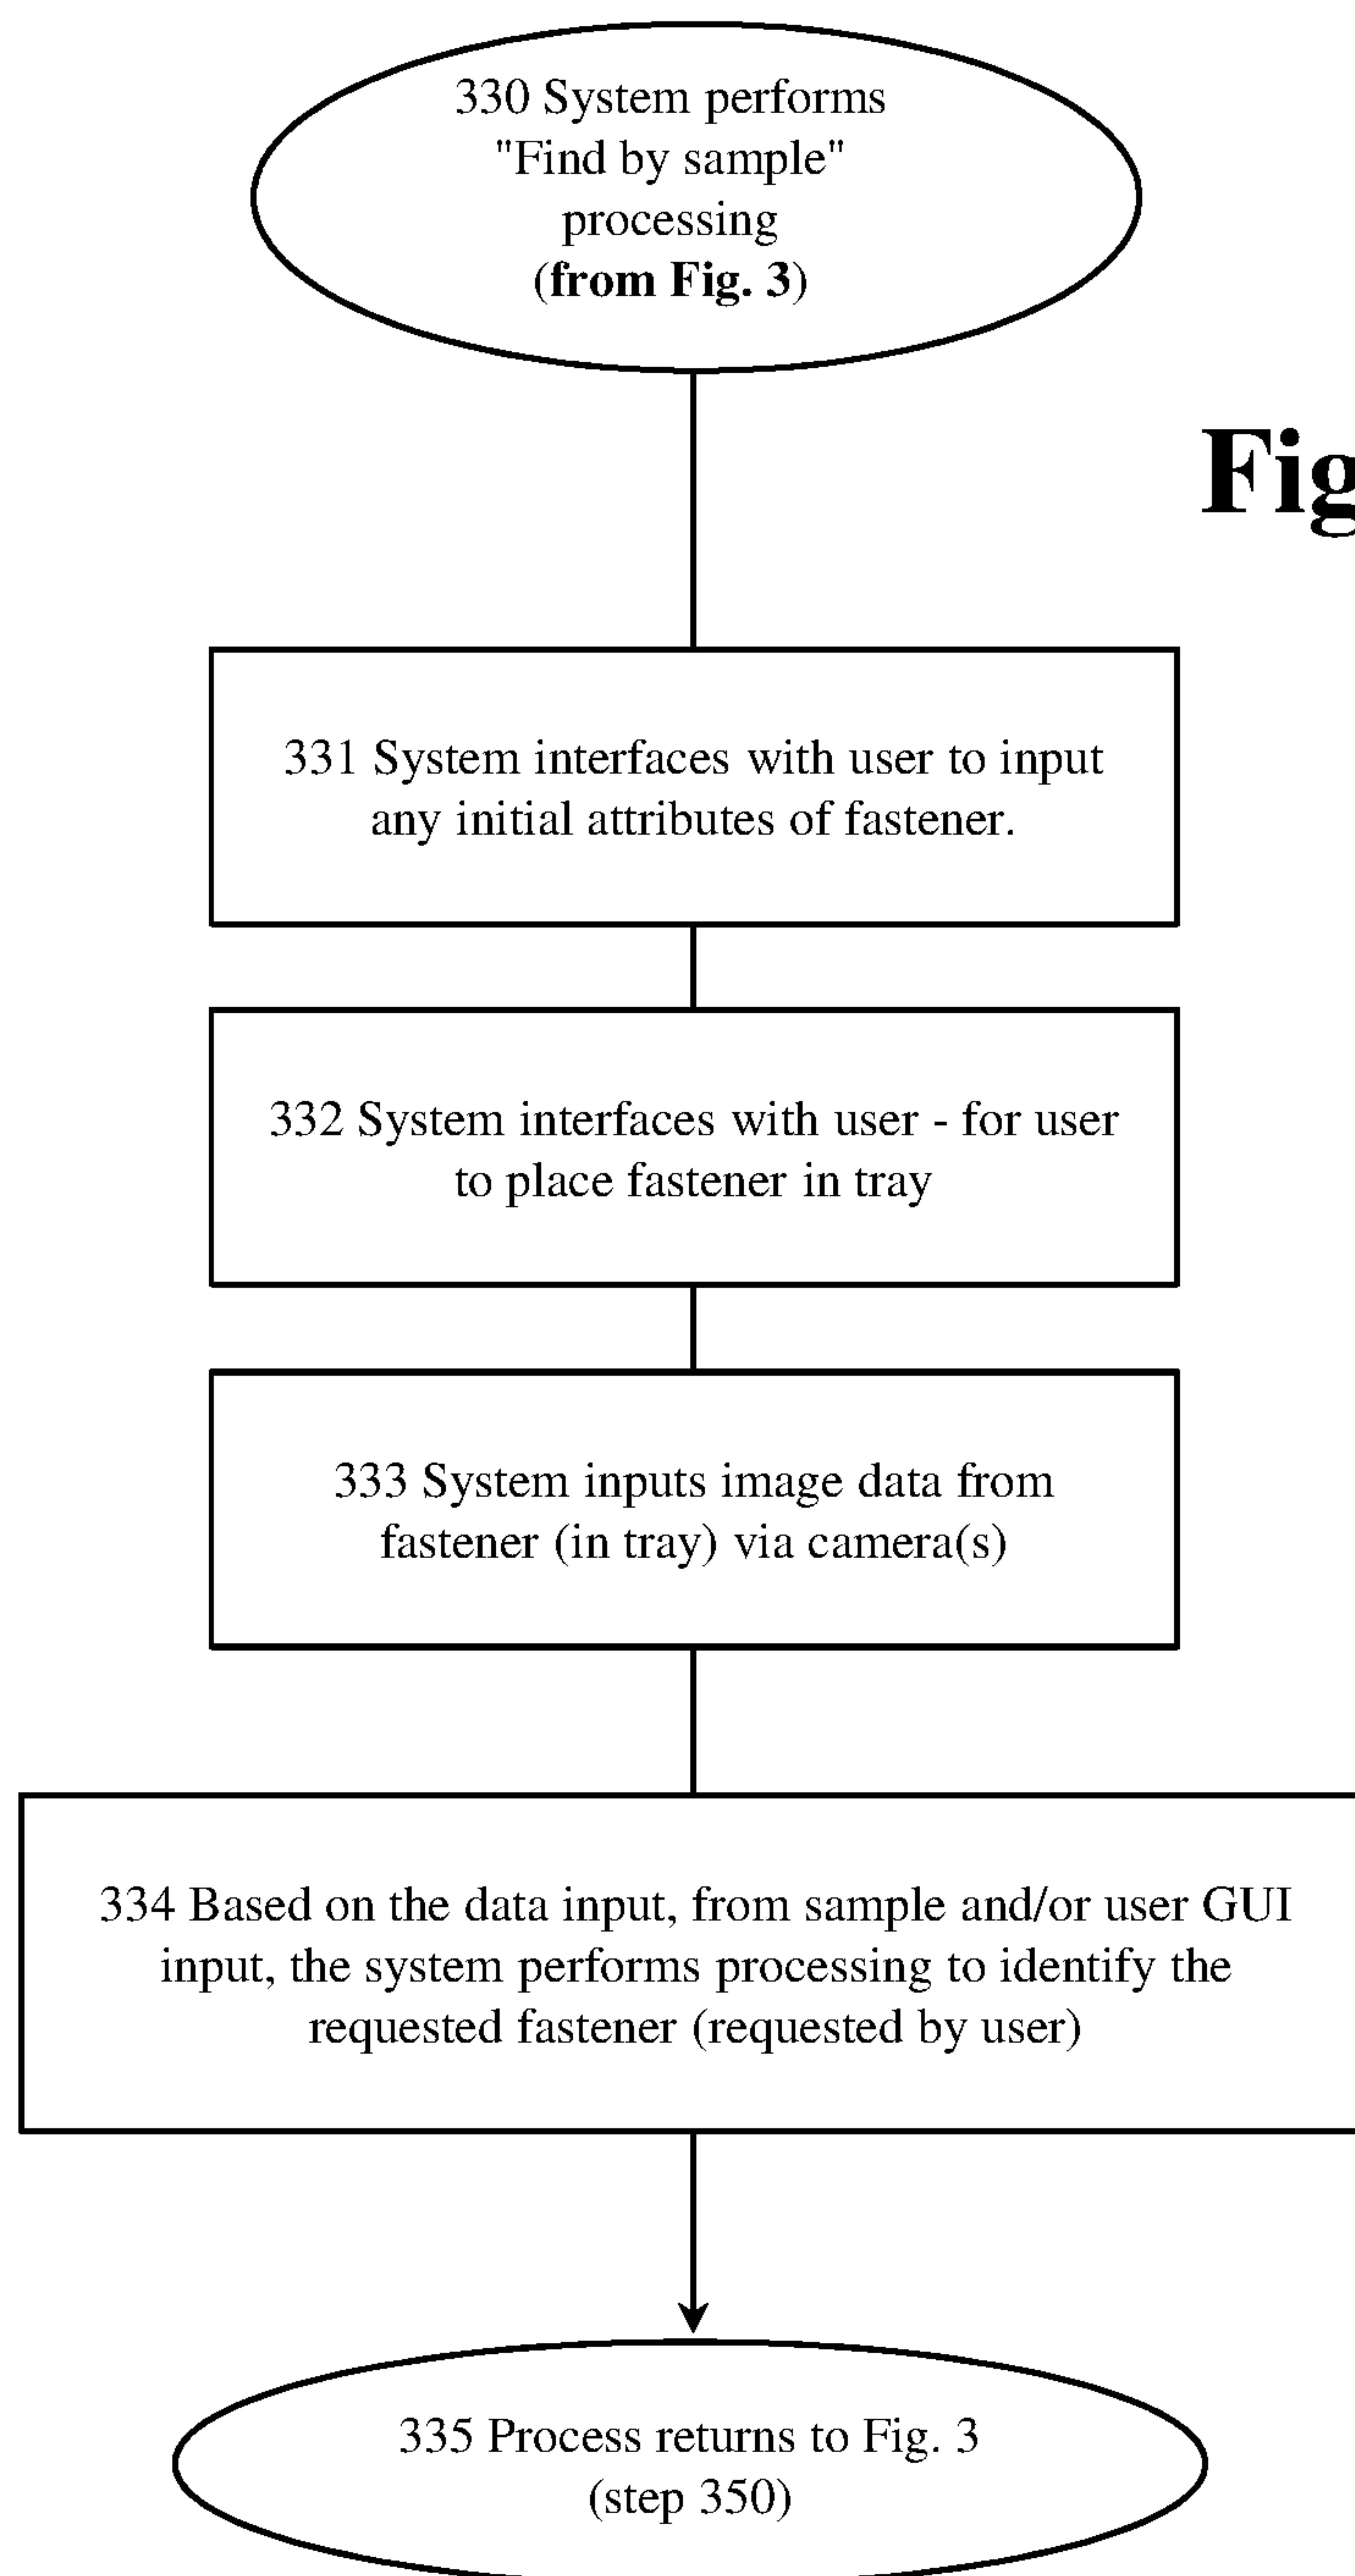 330 System performs
"Find by sample"
processing
(from Fig. 3)
Fig
331 System interfaces with user to input
any initial attributes of fastener.
332 System interfaces with user - for user
to place fastener in tray
333 System inputs image data from
fastener (in tray) via camera(s)
334 Based on the data input, from sample and/or user GUI
input, the system performs processing to identify the
requested fastener (requested by user)
335 Process returns to Fig. 3
(step 350)